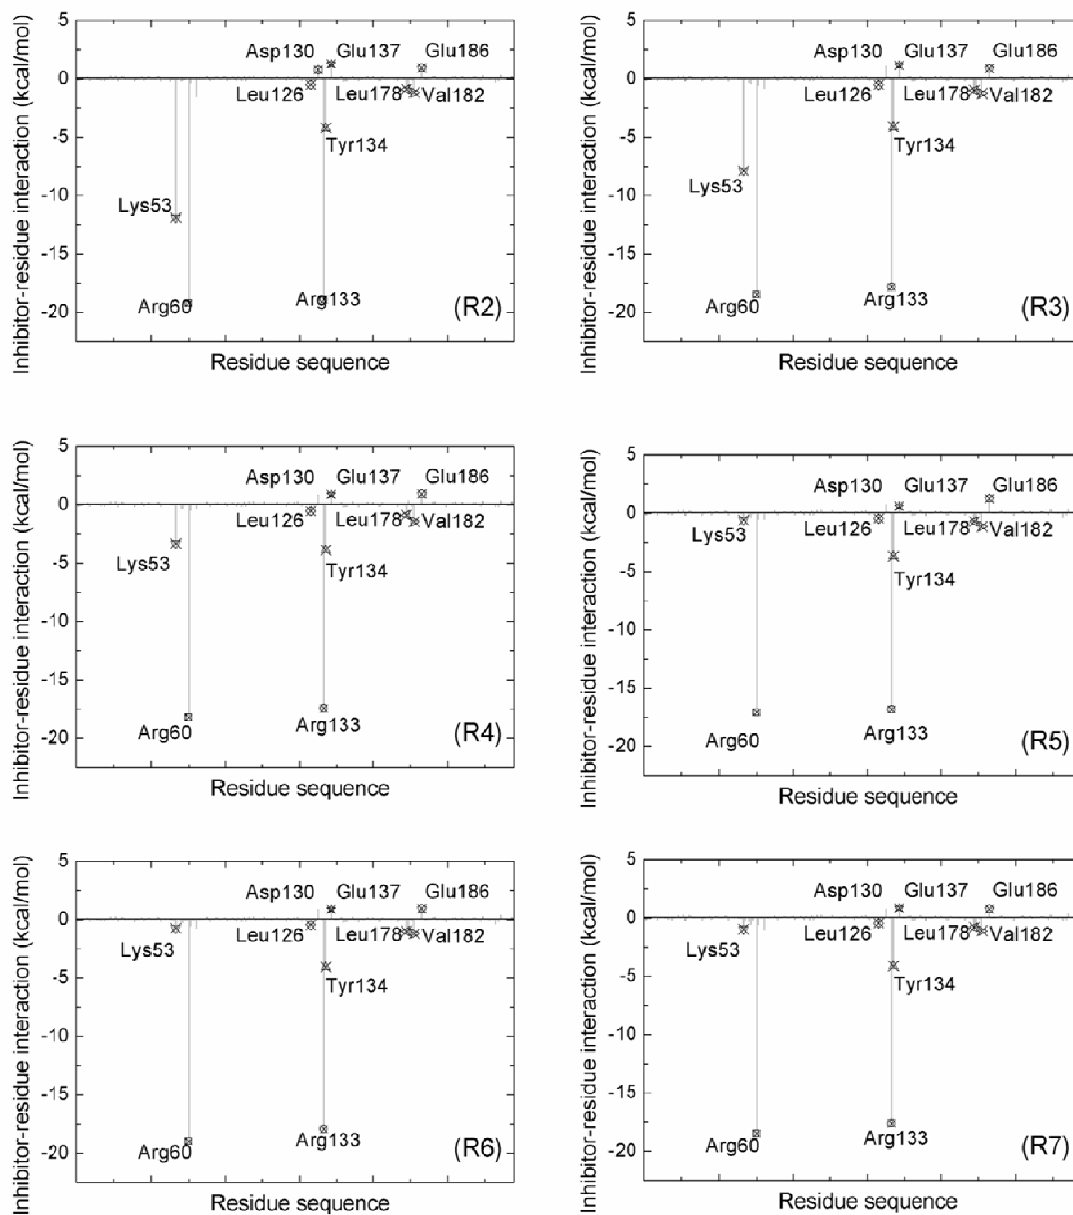 Inhibitor-residue interaction (kcal/mol)
5
0
-5
-10
-15
-20
Asp130 Glu137 Glu186
Leu126 Leu178 Val182
Tyr134
Lys53
Arg60 Arg133
(R2)
Residue sequence
Inhibitor-residue interaction (kcal/mol)
5
0
-5
-10
-15
-20
Asp130 Glu137 Glu186
Leu126 Leu178 Val182
Tyr134
Lys53
Arg60 Arg133
(R3)
Residue sequence
Inhibitor-residue interaction (kcal/mol)
5
0
-5
-10
-15
-20
Asp130 Glu137 Glu186
Leu126 Leu178 Val182
Lys53 Tyr134
Arg60 Arg133
(R4)
Residue sequence
Inhibitor-residue interaction (kcal/mol)
5
0
-5
-10
-15
-20
Asp130 Glu137 Glu186
Lys53 Leu126 Leu178 Val182
Tyr134
Arg60 Arg133
(R5)
Residue sequence
Inhibitor-residue interaction (kcal/mol)
5
0
-5
-10
-15
-20
Asp130 Glu137 Glu186
Lys53 Leu126 Leu178 Val182
Tyr134
Arg60 Arg133
(R6)
Residue sequence
Inhibitor-residue interaction (kcal/mol)
5
0
-5
-10
-15
-20
Asp130 Glu137 Glu186
Lys53 Leu126 Leu178 Val182
Tyr134
Arg60 Arg133
(R7)
Residue sequence